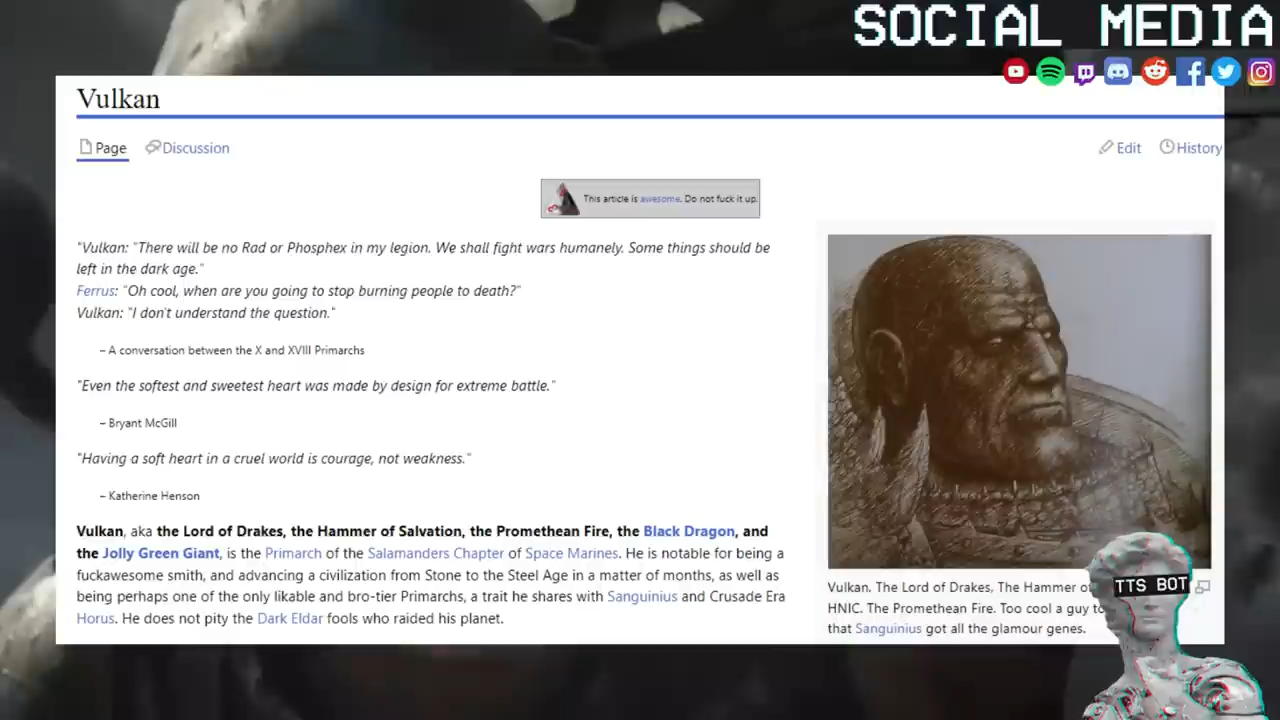 SOCIAL MEDIA
Vulkan
Page Discussion Edit History
This article is awesome. Do not fuck it up.
"Vulkan: "There will be no Rad or Phosphex in my legion. We shall fight wars humanely. Some things should be
left in the dark age."
Ferrus: "Oh cool, when are you going to stop burning people to death?"
Vulkan: "I don't understand the question."
– A conversation between the X and XVIII Primarchs
"Even the softest and sweetest heart was made by design for extreme battle."
– Bryant McGill
"Having a soft heart in a cruel world is courage, not weakness."
– Katherine Henson
Vulkan, aka the Lord of Drakes, the Hammer of Salvation, the Promethean Fire, the Black Dragon, and
the Jolly Green Giant, is the Primarch of the Salamanders Chapter of Space Marines. He is notable for being a
fuckawesome smith, and advancing a civilization from Stone to the Steel Age in a matter of months, as well as
being perhaps one of the only likable and bro-tier Primarchs, a trait he shares with Sanguinius and Crusade Era
Horus. He does not pity the Dark Eldar fools who raided his planet.
Vulkan. The Lord of Drakes, The Hammer of
HNIC. The Promethean Fire. Too cool a guy to
that Sanguinius got all the glamour genes.
TTS BOT